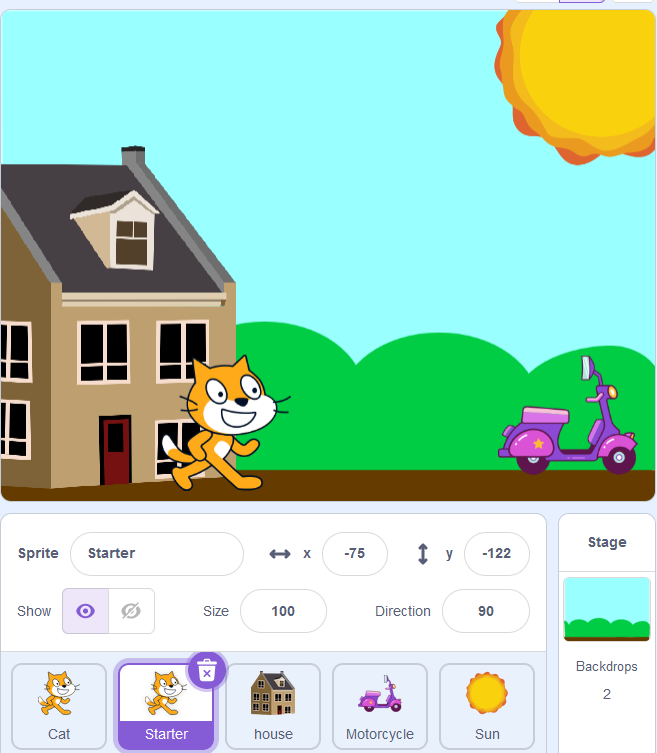 Sprite Starter x -75 y -122
Show Size 100 Direction 90
Stage
Backdrops
2
Cat Starter house Motorcycle Sun